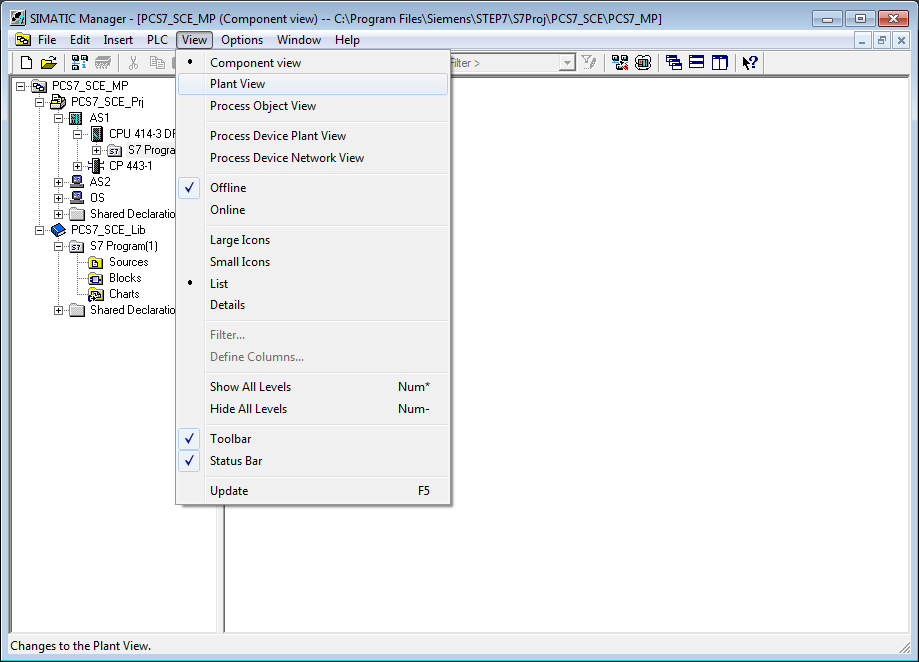 SIMATIC Manager - [PCS7_SCE_MP (Component view) -- C:\Program Files\Siemens\STEP7\S7Proj\PCS7_SCE\PCS7_MP]
File Edit Insert PLC View Options Window Help
Filter >
PCS7_SCE_MP
PCS7_SCE_Prj
AS1
CPU 414-3 DP
S7 Progra
CP 443-1
AS2
OS
Shared Declaratio
PCS7_SCE_Lib
S7 Program(1)
Sources
Blocks
Charts
Shared Declaratio
Component view
Plant View
Process Object View
Process Device Plant View
Process Device Network View
Offline
Online
Large Icons
Small Icons
List
Details
Filter...
Define Columns...
Show All Levels Num*
Hide All Levels Num-
Toolbar
Status Bar
Update F5
Changes to the Plant View.